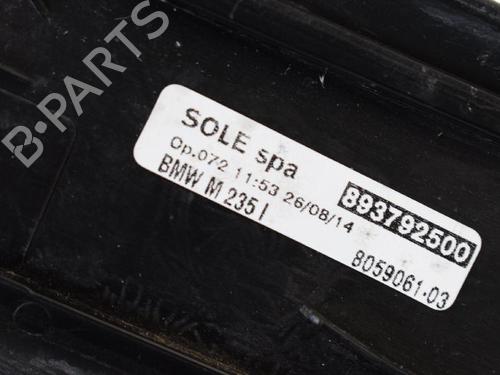 SOLE spa
Op.072 11:53 26/08/14
BMW M 235 I
893792500
8059061-03
B-PARTS